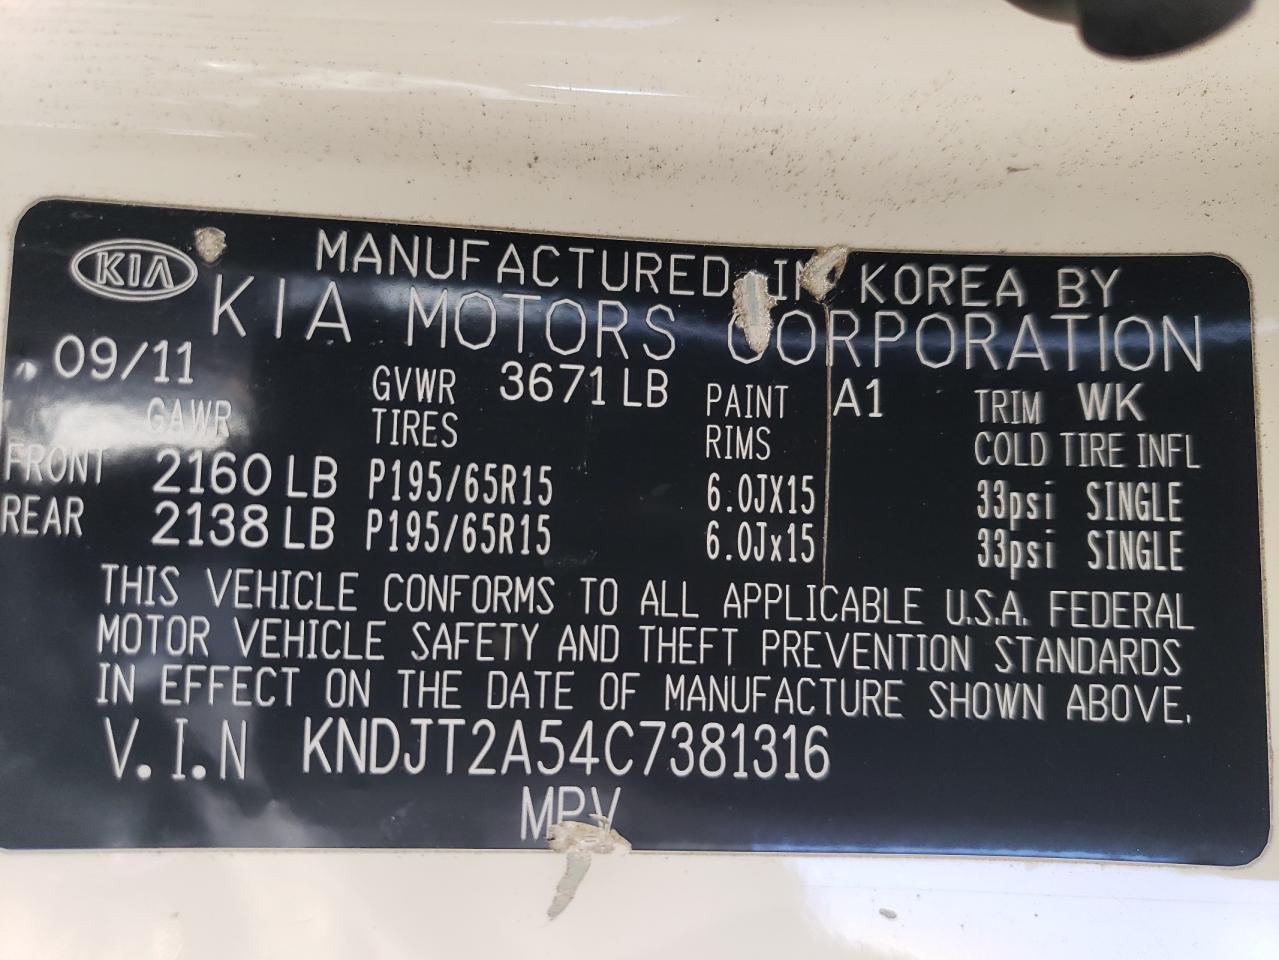 KIA MANUFACTURED IN KOREA BY
KIA MOTORS CORPORATION
09/11 GVWR 3671 LB PAINT A1 TRIM WK
GAWR TIRES RIMS COLD TIRE INFL
FRONT 2160 LB P195/65R15 6.0JX15 33psi SINGLE
REAR 2138 LB P195/65R15 6.0Jx15 33psi SINGLE
THIS VEHICLE CONFORMS TO ALL APPLICABLE U.S.A. FEDERAL
MOTOR VEHICLE SAFETY AND THEFT PREVENTION STANDARDS
IN EFFECT ON THE DATE OF MANUFACTURE SHOWN ABOVE.
V.I.N KNDJT2A54C7381316
MPV